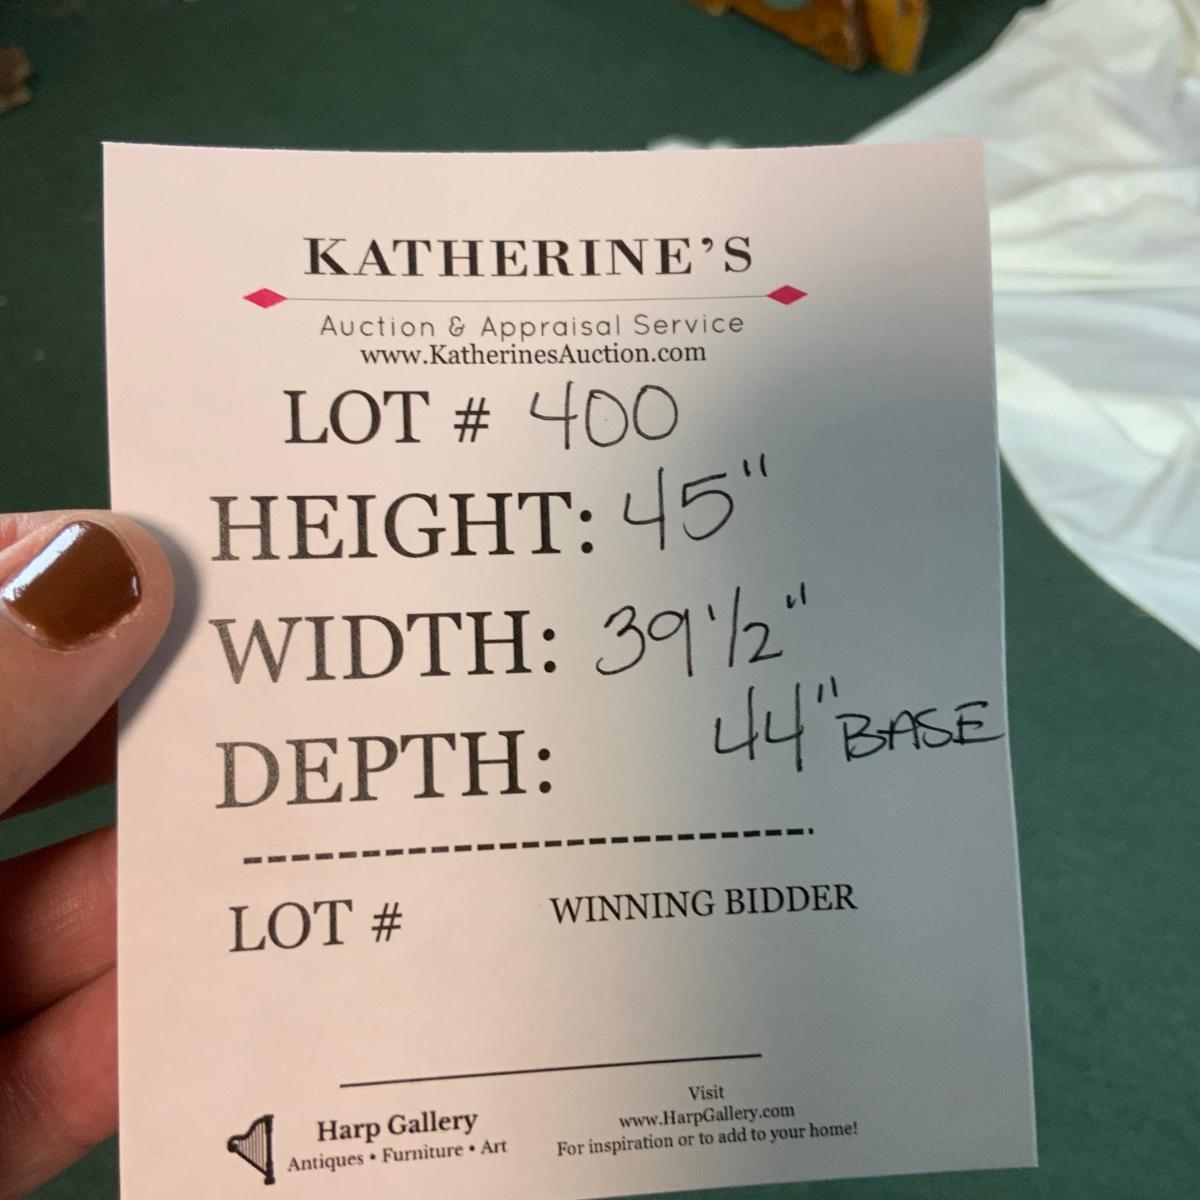 KATHERINE'S
Auction & Appraisal Service
www.KatherinesAuction.com
LOT # 400
HEIGHT: 45"
WIDTH: 39 1/2"
44" BASE
DEPTH:
LOT # WINNING BIDDER
Harp Gallery
Antiques • Furniture • Art
Visit
www.HarpGallery.com
For inspiration or to add to your home!